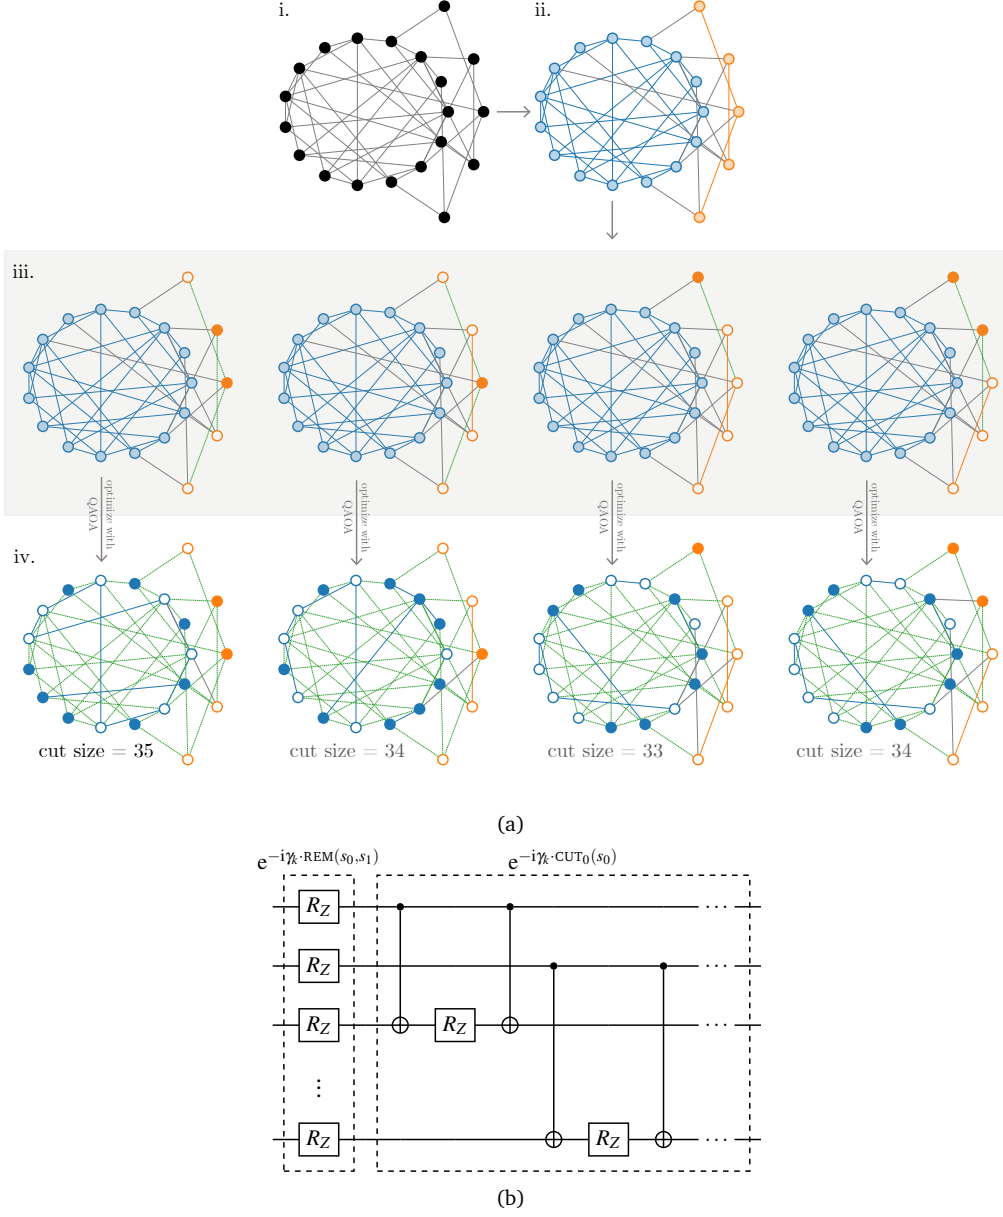 i.
ii.
iii.
optimize with
QAOA
optimize with
QAOA
optimize with
QAOA
optimize with
QAOA
iv.
cut size = 35
cut size = 34
cut size = 33
cut size = 34
(a)
e^{−iγ_k·REM(s_0,s_1)}
e^{−iγ_k·CUT_0(s_0)}
R_Z
· · ·
R_Z
· · ·
R_Z
R_Z
· · ·
⋮
R_Z
R_Z
· · ·
(b)